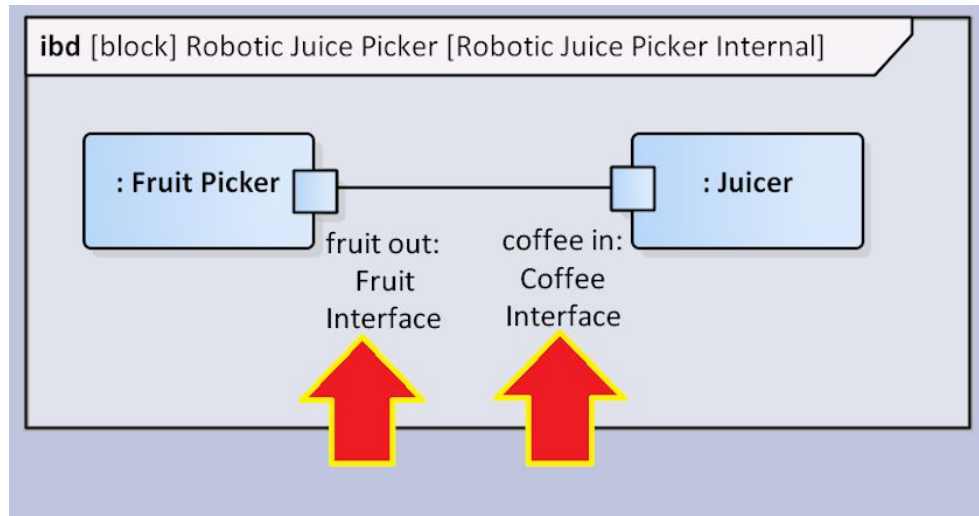 ibd [block] Robotic Juice Picker [Robotic Juice Picker Internal]
: Fruit Picker
: Juicer
fruit out:
Fruit
Interface
coffee in:
Coffee
Interface